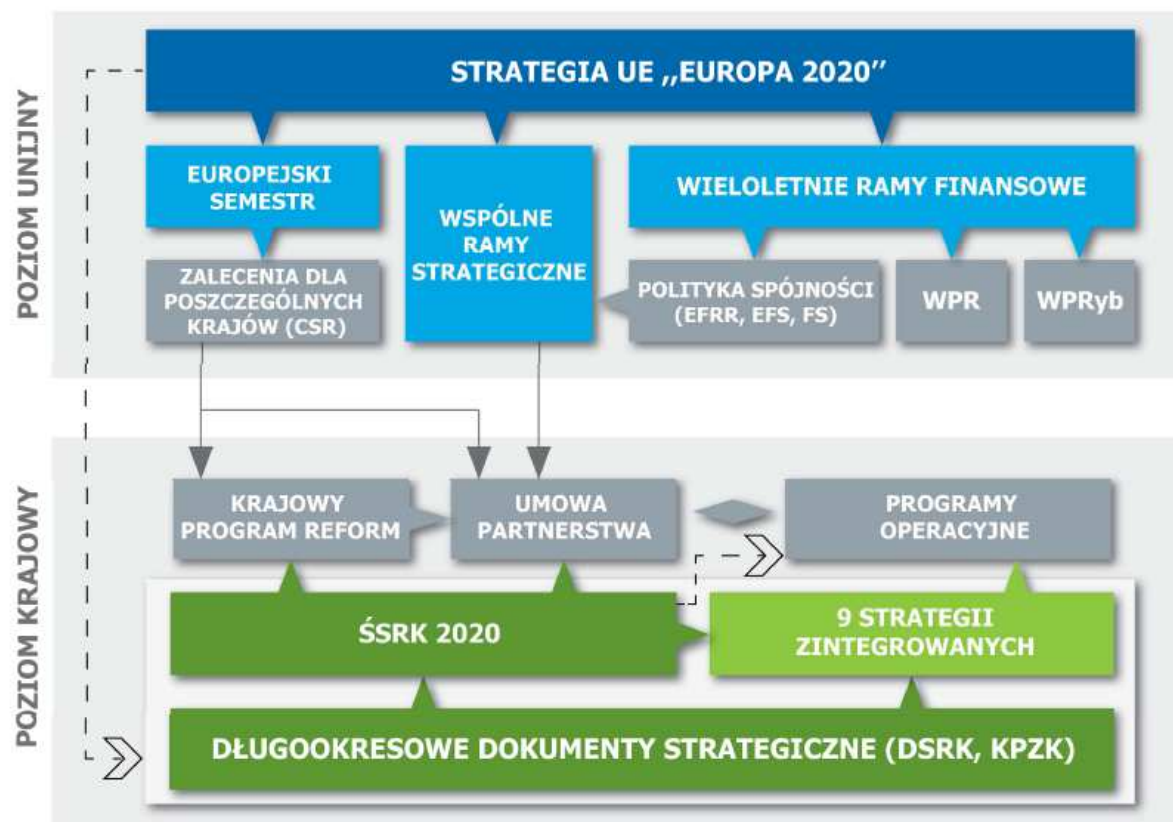 POZIOM UNIJNY
STRATEGIA UE ,,EUROPA 2020”
EUROPEJSKI
SEMESTR
WSPÓLNE
RAMY
STRATEGICZNE
WIELOLETNIE RAMY FINANSOWE
ZALECENIA DLA
POSZCZEGÓLNYCH
KRAJÓW (CSR)
POLITYKA SPÓJNOŚCI
(EFRR, EFS, FS)
WPR
WPRyb
POZIOM KRAJOWY
KRAJOWY
PROGRAM REFORM
UMOWA
PARTNERSTWA
PROGRAMY
OPERACYJNE
ŚSRK 2020
9 STRATEGII
ZINTEGROWANYCH
DŁUGOOKRESOWE DOKUMENTY STRATEGICZNE (DSRK, KPZK)